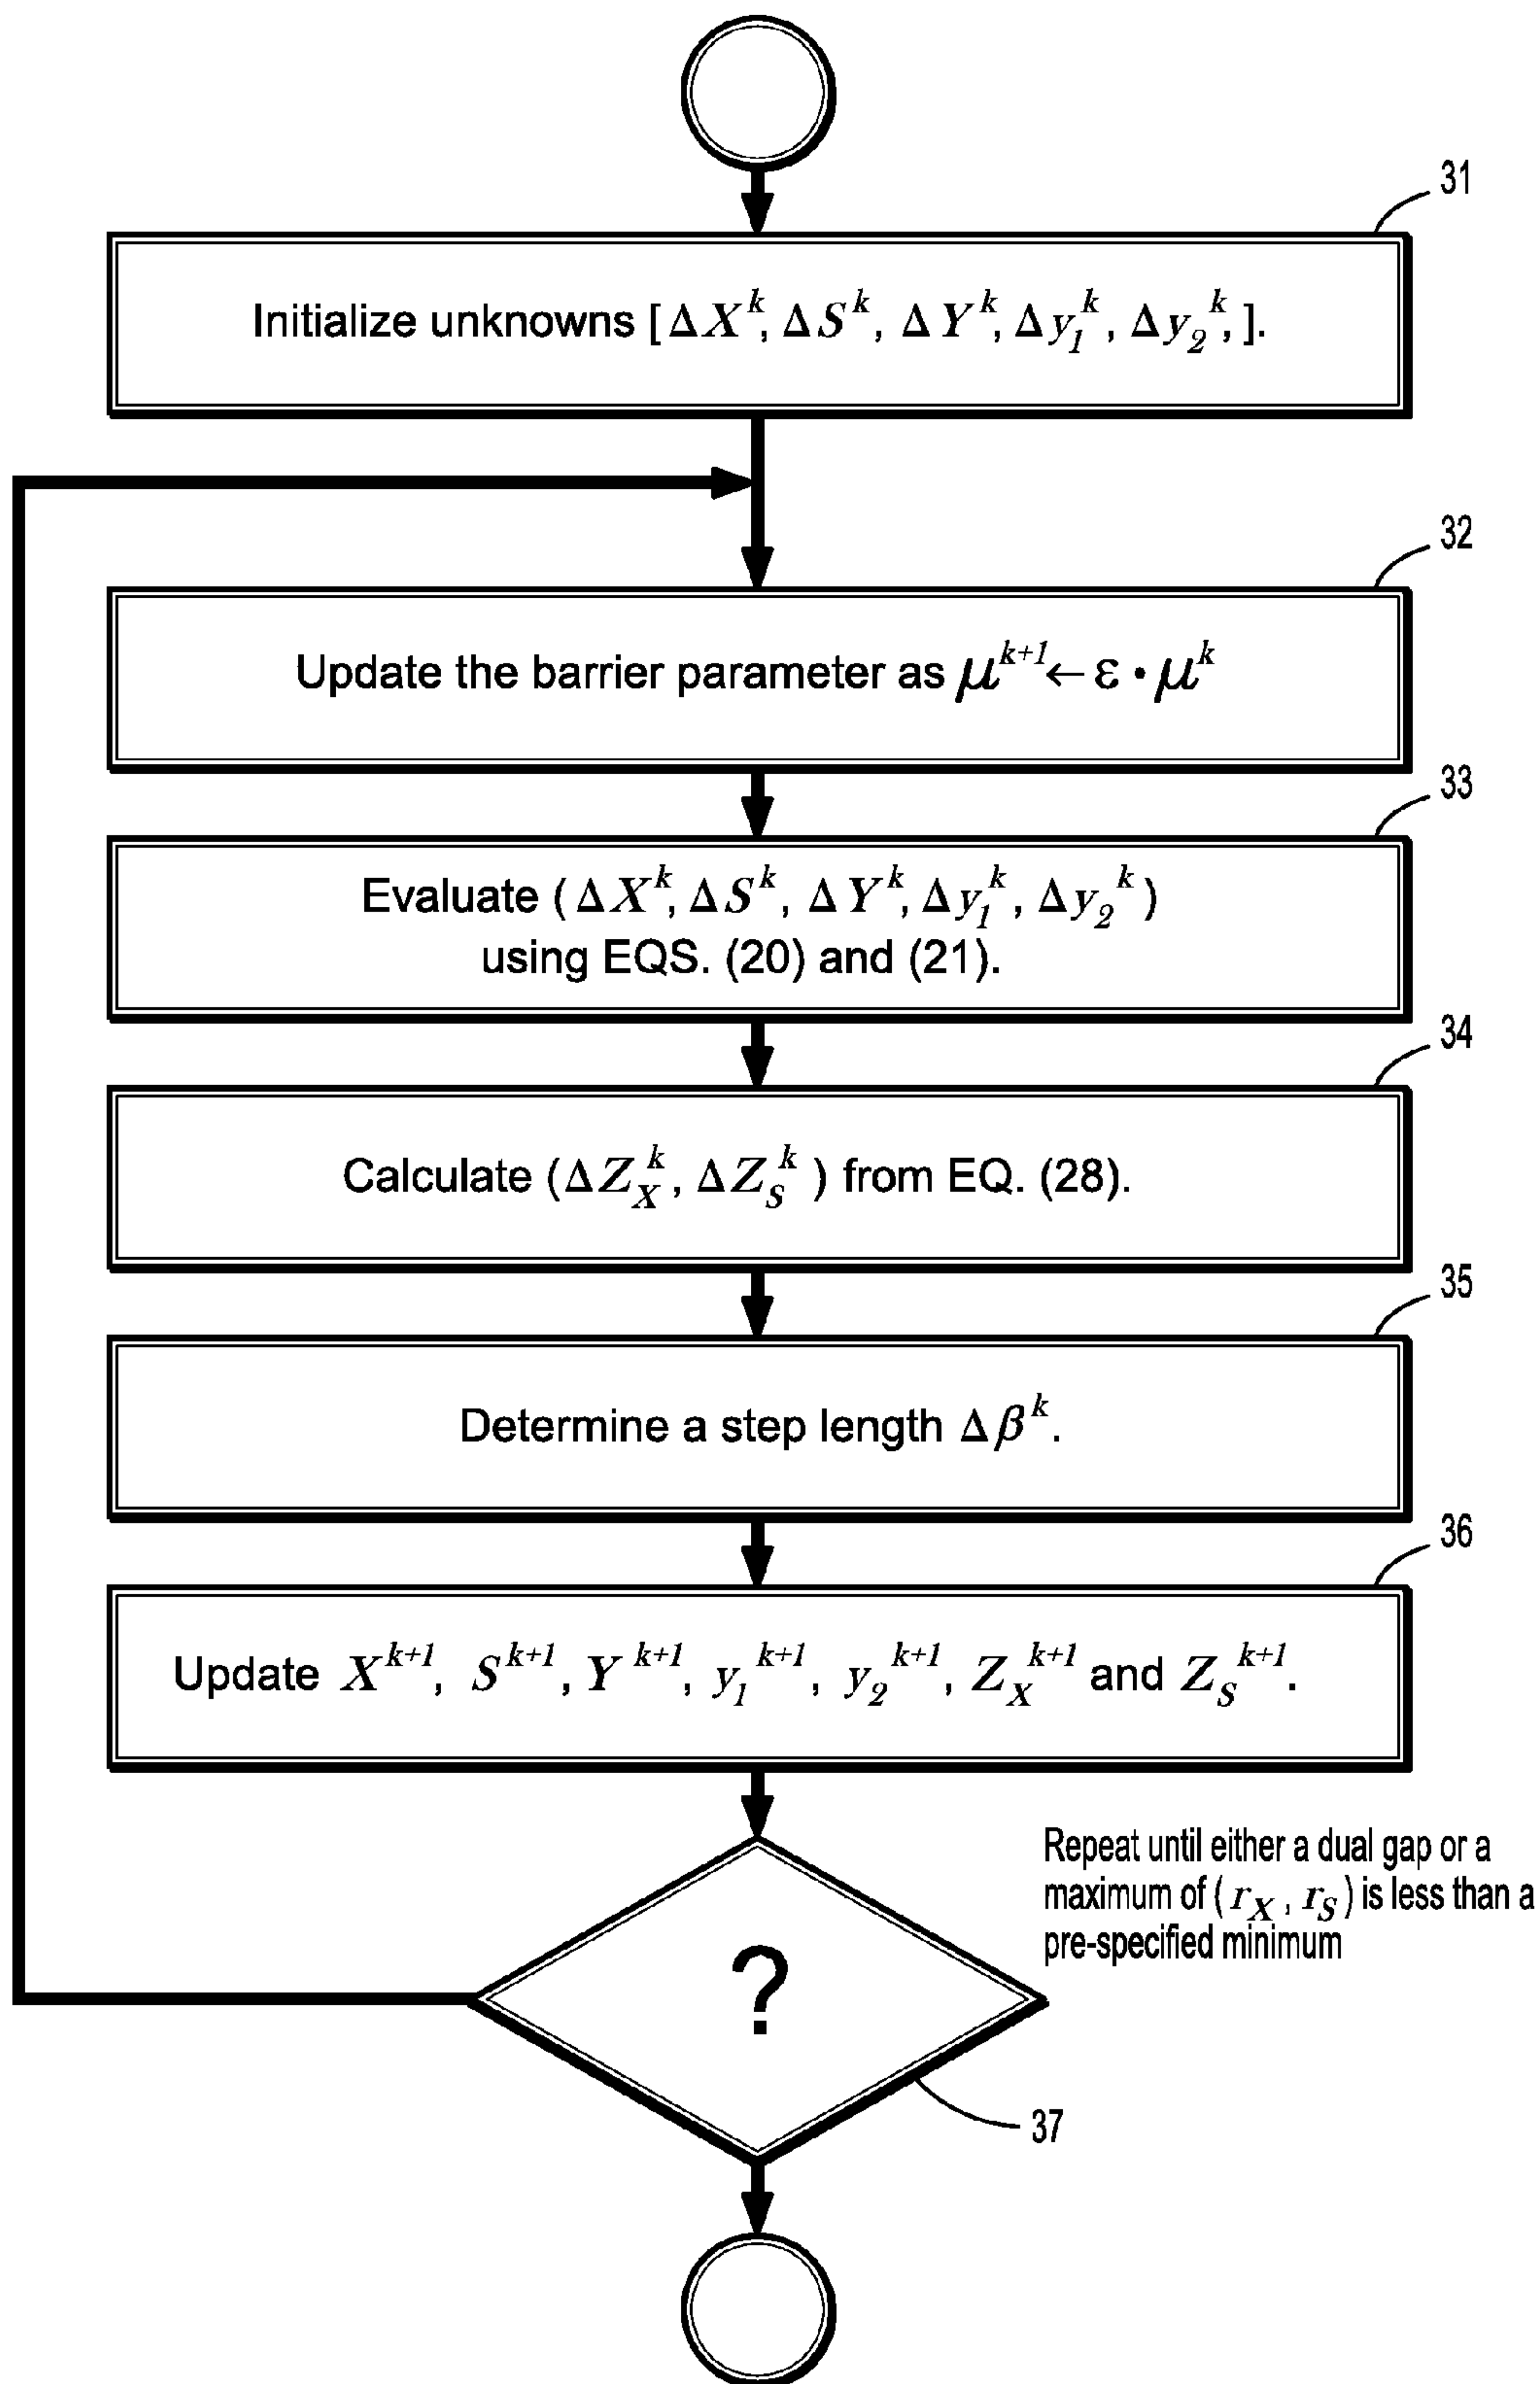 31
Initialize unknowns [ΔX^k, ΔS^k, ΔY^k, Δy_1^k, Δy_2^k, ].
32
Update the barrier parameter as μ^{k+1} ← ε · μ^k
33
Evaluate (ΔX^k, ΔS^k, ΔY^k, Δy_1^k, Δy_2^k)
using EQS. (20) and (21).
34
Calculate (ΔZ_X^k, ΔZ_S^k) from EQ. (28).
35
Determine a step length Δβ^k.
36
Update X^{k+1}, S^{k+1}, Y^{k+1}, y_1^{k+1}, y_2^{k+1}, Z_X^{k+1} and Z_S^{k+1}.
Repeat until either a dual gap or a
maximum of (r_X, r_S) is less than a
pre-specified minimum
?
37